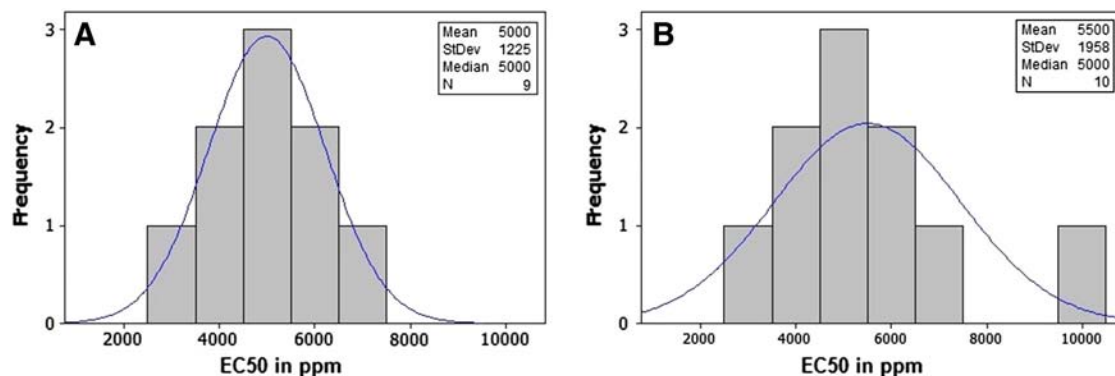 A
Mean 5000
StDev 1225
Median 5000
N 9
Frequency
3
2
1
0
2000 4000 6000 8000 10000
EC50 in ppm
B
Mean 5500
StDev 1958
Median 5000
N 10
Frequency
3
2
1
0
2000 4000 6000 8000 10000
EC50 in ppm